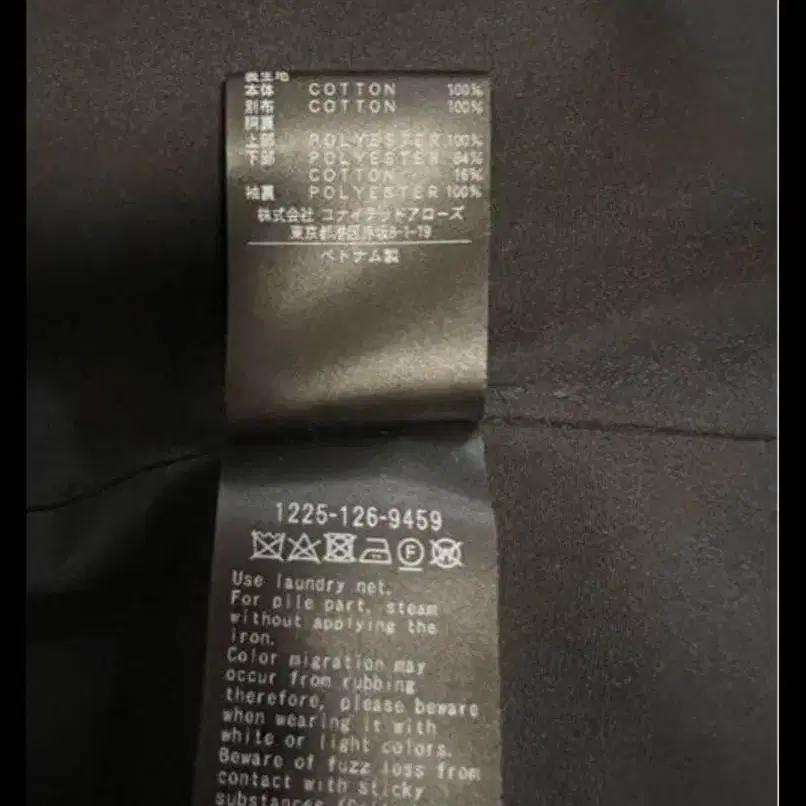 表生地
本体 COTTON 100%
別布 COTTON 100%
胴裏
上部 POLYESTER 100%
下部 POLYESTER 84%
COTTON 16%
袖裏 POLYESTER 100%
株式会社 ユナイテッドアローズ
東京都港区赤坂8-1-19
ベトナム製
1225-126-9459
F W
Use laundry net.
For pile part, steam
without applying the
iron.
Color migration may
occur from rubbing
therefore, please beware
when wearing it with
white or light colors.
Beware of fuzz loss from
contact with sticky
substances